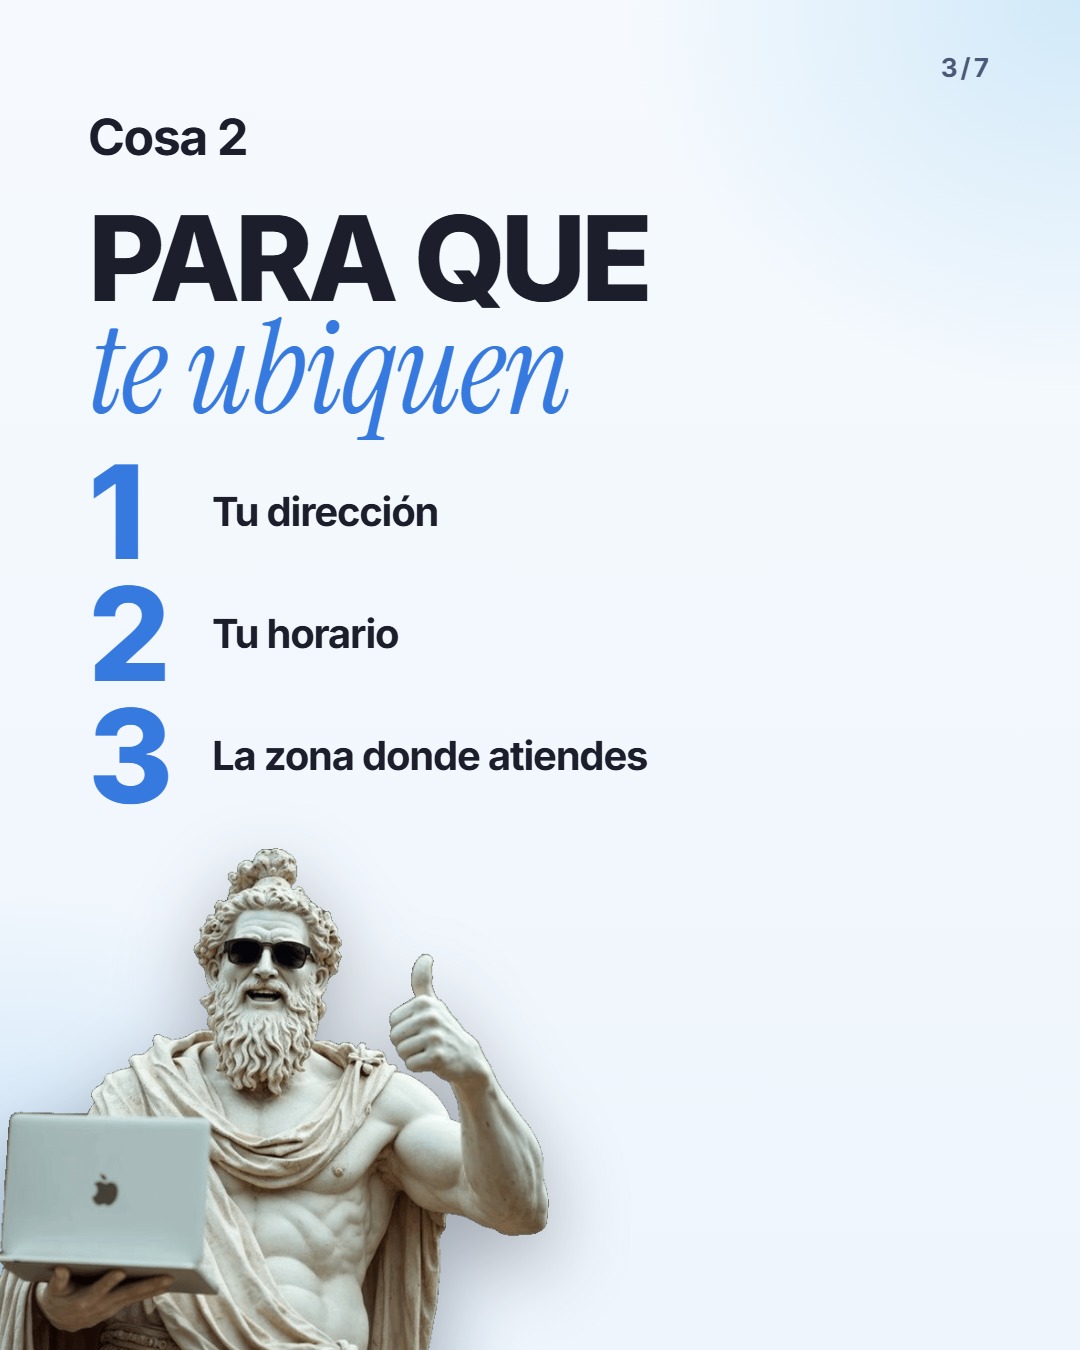 3/7
Cosa 2
PARA QUE
te ubiquen
1 Tu dirección
2 Tu horario
3 La zona donde atiendes